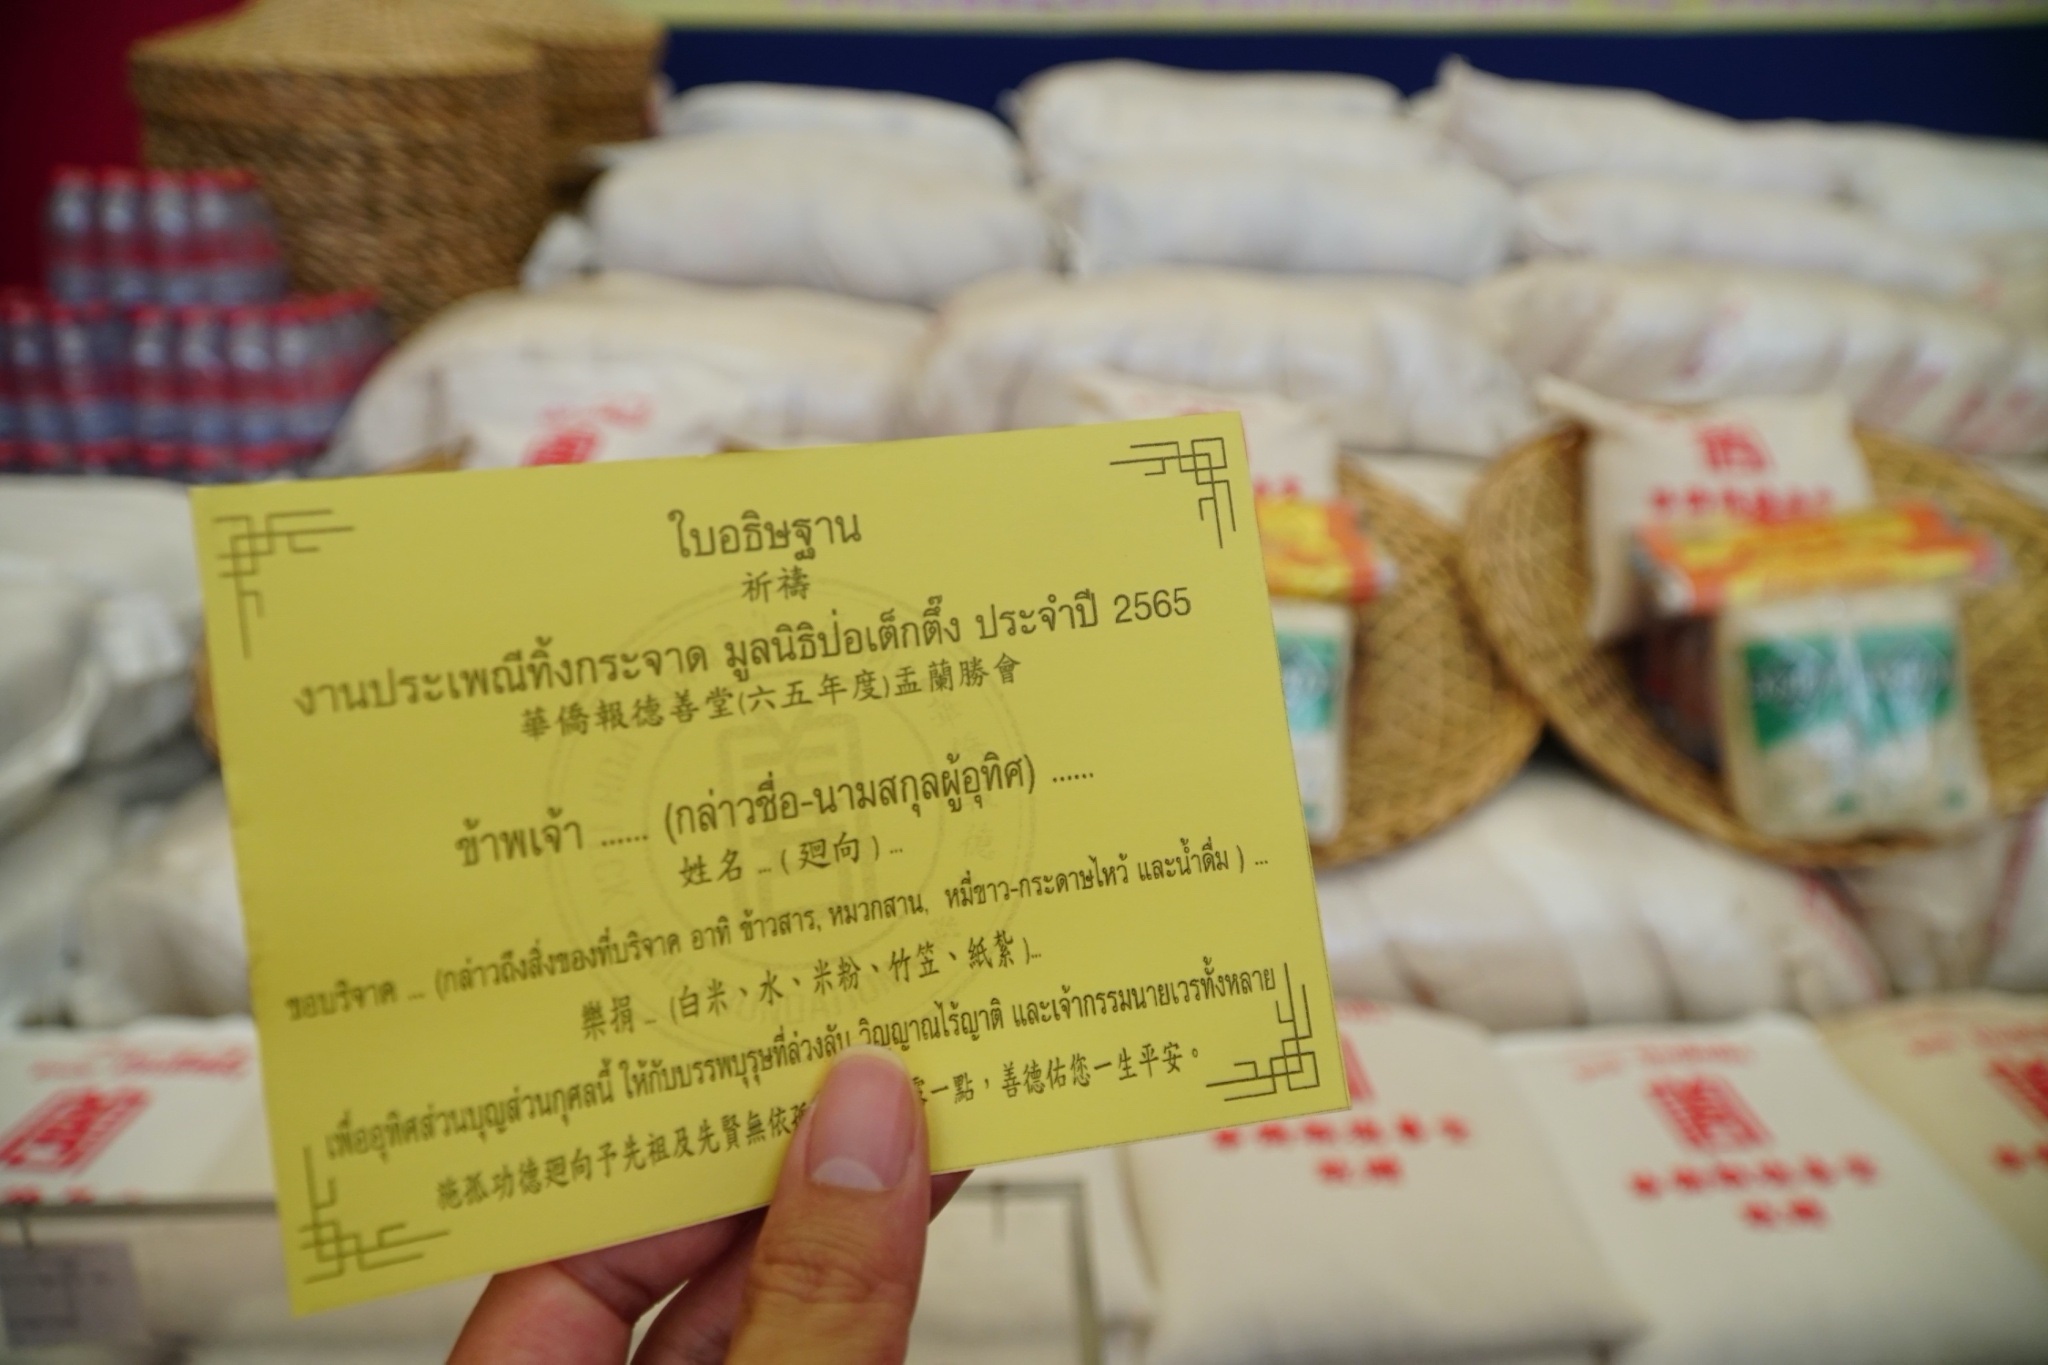 ใบอธิษฐาน
祈禱
งานประเพณีทิ้งกระจาด มูลนิธิป่อเต็กตึ๊ง ประจำปี 2565
華僑報德善堂(六五年度)盂蘭勝會
ข้าพเจ้า ...... (กล่าวชื่อ-นามสกุลผู้อุทิศ) ......
姓名 ... ( 廻向 ) ...
ขอบริจาค ... (กล่าวถึงสิ่งของที่บริจาค อาทิ ข้าวสาร, หมวกสาน, หมี่ขาว-กระดาษไหว้ และน้ำดื่ม ) ...
樂捐 ... (白米、水、米粉、竹笠、紙紮 )...
เพื่ออุทิศส่วนบุญส่วนกุศลนี้ ให้กับบรรพบุรุษที่ล่วงลับ วิญญาณไร้ญาติ และเจ้ากรรมนายเวรทั้งหลาย
施孤功德廻向予先祖及先賢無依孤 一點，善德佑您一生平安。